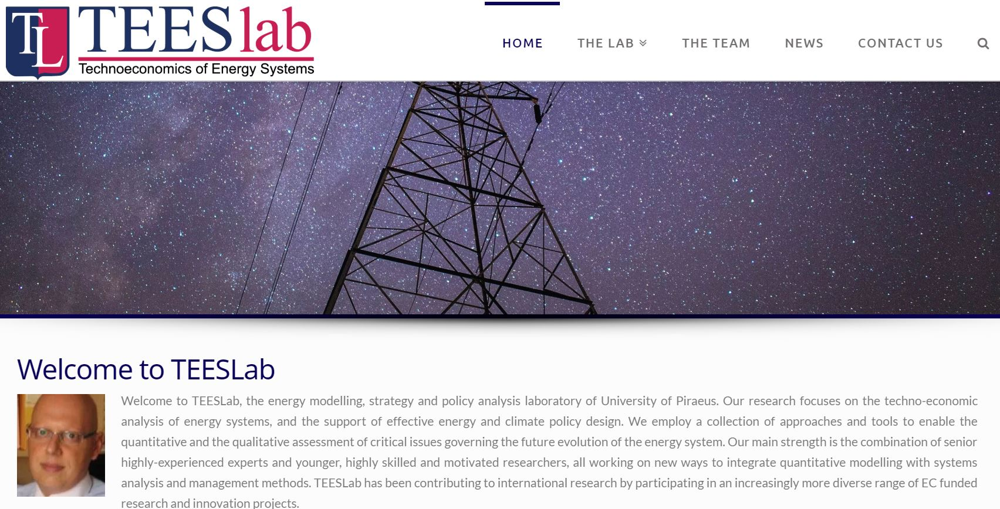 TL
TEESlab
Technoeconomics of Energy Systems
HOME THE LAB THE TEAM NEWS CONTACT US
Welcome to TEESLab
Welcome to TEESLab, the energy modelling, strategy and policy analysis laboratory of University of Piraeus. Our research focuses on the techno-economic
analysis of energy systems, and the support of effective energy and climate policy design. We employ a collection of approaches and tools to enable the
quantitative and the qualitative assessment of critical issues governing the future evolution of the energy system. Our main strength is the combination of senior
highly-experienced experts and younger, highly skilled and motivated researchers, all working on new ways to integrate quantitative modelling with systems
analysis and management methods. TEESLab has been contributing to international research by participating in an increasingly more diverse range of EC funded
research and innovation projects.